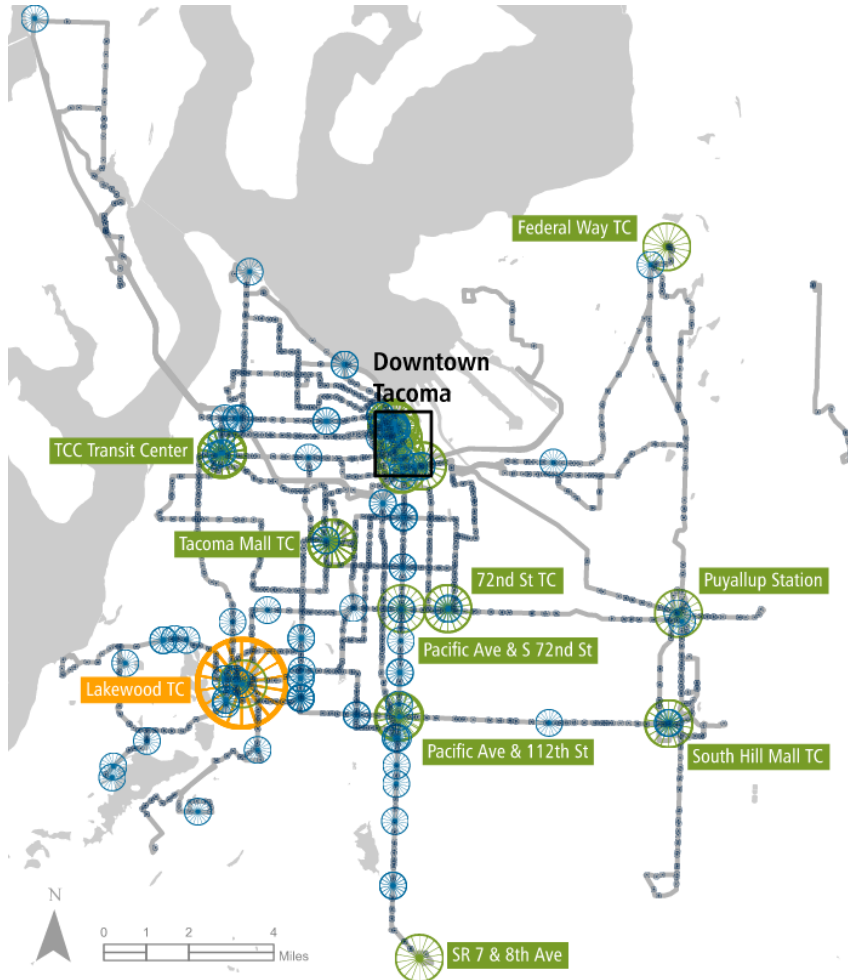 Federal Way TC
Downtown
Tacoma
TCC Transit Center
Tacoma Mall TC
72nd St TC
Puyallup Station
Pacific Ave & S 72nd St
Lakewood TC
Pacific Ave & 112th St
South Hill Mall TC
N
0 1 2 4
Miles
SR 7 & 8th Ave